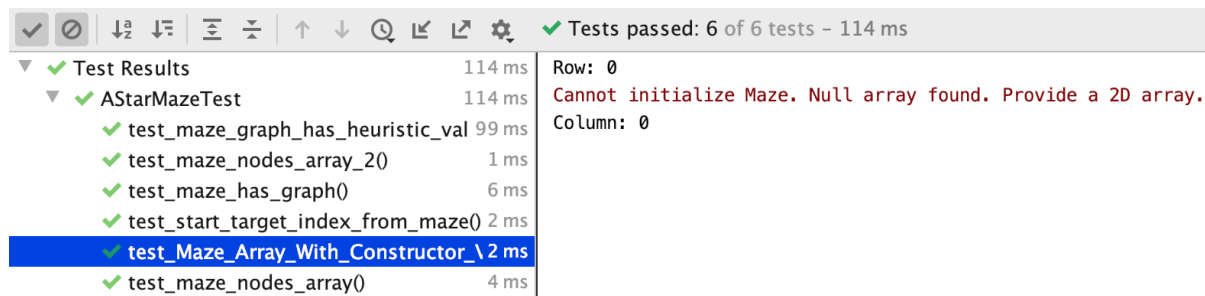 Tests passed: 6 of 6 tests – 114 ms
Test Results 114 ms
AStarMazeTest 114 ms
test_maze_graph_has_heuristic_val 99 ms
test_maze_nodes_array_2() 1 ms
test_maze_has_graph() 6 ms
test_start_target_index_from_maze() 2 ms
test_Maze_Array_With_Constructor_\ 2 ms
test_maze_nodes_array() 4 ms
Row: 0
Cannot initialize Maze. Null array found. Provide a 2D array.
Column: 0